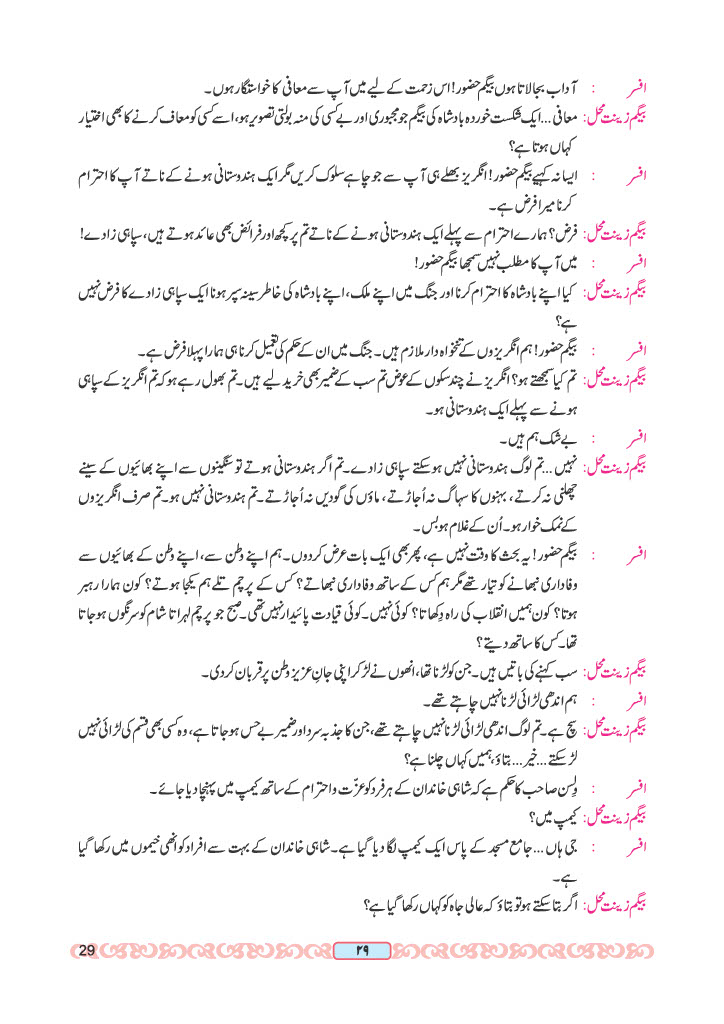 افسر : آداب بجالاتا ہوں بیگم حضور! اس زحمت کے لیے میں آپ سے معافی کا خواستگار ہوں۔
بیگم زینت محل: معافی ... ایک شکست خوردہ بادشاہ کی بیگم جو مجبوری اور بے کسی کی منہ بولتی تصویر ہو، اسے کسی کو معاف کرنے کا بھی اختیار
کہاں ہوتا ہے؟
افسر : ایسا نہ کہیے بیگم حضور! انگریز بھلے ہی آپ سے جو چاہے سلوک کریں مگر ایک ہندوستانی ہونے کے ناتے آپ کا احترام
کرنا میرا فرض ہے۔
بیگم زینت محل: فرض؟ ہمارے احترام سے پہلے ایک ہندوستانی ہونے کے ناتے تم پر کچھ اور فرائض بھی عائد ہوتے ہیں، سپاہی زادے!
افسر : میں آپ کا مطلب نہیں سمجھا بیگم حضور!
بیگم زینت محل: کیا اپنے بادشاہ کا احترام کرنا اور جنگ میں اپنے ملک، اپنے بادشاہ کی خاطر سینہ سپر ہونا ایک سپاہی زادے کا فرض نہیں
ہے؟
افسر : بیگم حضور! ہم انگریزوں کے تنخواہ دار ملازم ہیں۔ جنگ میں ان کے حکم کی تعمیل کرنا ہی ہمارا پہلا فرض ہے۔
بیگم زینت محل: تم کیا سمجھتے ہو؟ انگریز نے چند سکوں کے عوض تم سب کے ضمیر بھی خرید لیے ہیں۔ تم بھول رہے ہو کہ تم انگریز کے سپاہی
ہونے سے پہلے ایک ہندوستانی ہو۔
افسر : بے شک ہم ہیں۔
بیگم زینت محل: نہیں ... تم لوگ ہندوستانی نہیں ہو سکتے سپاہی زادے۔ تم اگر ہندوستانی ہوتے تو سنگینوں سے اپنے بھائیوں کے سینے
چھلنی نہ کرتے، بہنوں کا سہاگ نہ اُجاڑتے، ماؤں کی گودیں نہ اُجاڑتے۔ تم ہندوستانی نہیں ہو۔ تم صرف انگریزوں
کے نمک خوار ہو۔ اُن کے غلام ہو بس۔
افسر : بیگم حضور! یہ بحث کا وقت نہیں ہے، پھر بھی ایک بات عرض کردوں۔ ہم اپنے وطن سے، اپنے وطن کے بھائیوں سے
وفاداری نبھانے کو تیار تھے مگر ہم کس کے ساتھ وفاداری نبھاتے؟ کس کے پرچم تلے ہم یکجا ہوتے؟ کون ہمارا رہبر
ہوتا؟ کون ہمیں انقلاب کی راہ دِکھاتا؟ کوئی نہیں۔ کوئی قیادت پائیدار نہیں تھی۔ صبح جو پرچم لہراتا شام کو سرنگوں ہو جاتا
تھا۔ کس کا ساتھ دیتے؟
بیگم زینت محل: سب کہنے کی باتیں ہیں۔ جن کو لڑنا تھا، انھوں نے لڑ کر اپنی جانِ عزیز وطن پر قربان کر دی۔
افسر : ہم اندھی لڑائی لڑنا نہیں چاہتے تھے۔
بیگم زینت محل: سچ ہے۔ تم لوگ اندھی لڑائی لڑنا نہیں چاہتے تھے، جن کا جذبہ سرد اور ضمیر بے حِس ہو جاتا ہے، وہ کسی بھی قسم کی لڑائی نہیں
لڑ سکتے ... خیر ... بتاؤ، ہمیں کہاں چلنا ہے؟
افسر : وِلسن صاحب کا حکم ہے کہ شاہی خاندان کے ہر فرد کو عزّت و احترام کے ساتھ کیمپ میں پہنچا دیا جائے۔
بیگم زینت محل: کیمپ میں؟
افسر : جی ہاں ... جامع مسجد کے پاس ایک کیمپ لگا دیا گیا ہے۔ شاہی خاندان کے بہت سے افراد کو انھی خیموں میں رکھا گیا
ہے۔
بیگم زینت محل: اگر بتا سکتے ہو تو بتاؤ کہ عالی جاہ کو کہاں رکھا گیا ہے؟
29 ۲۹